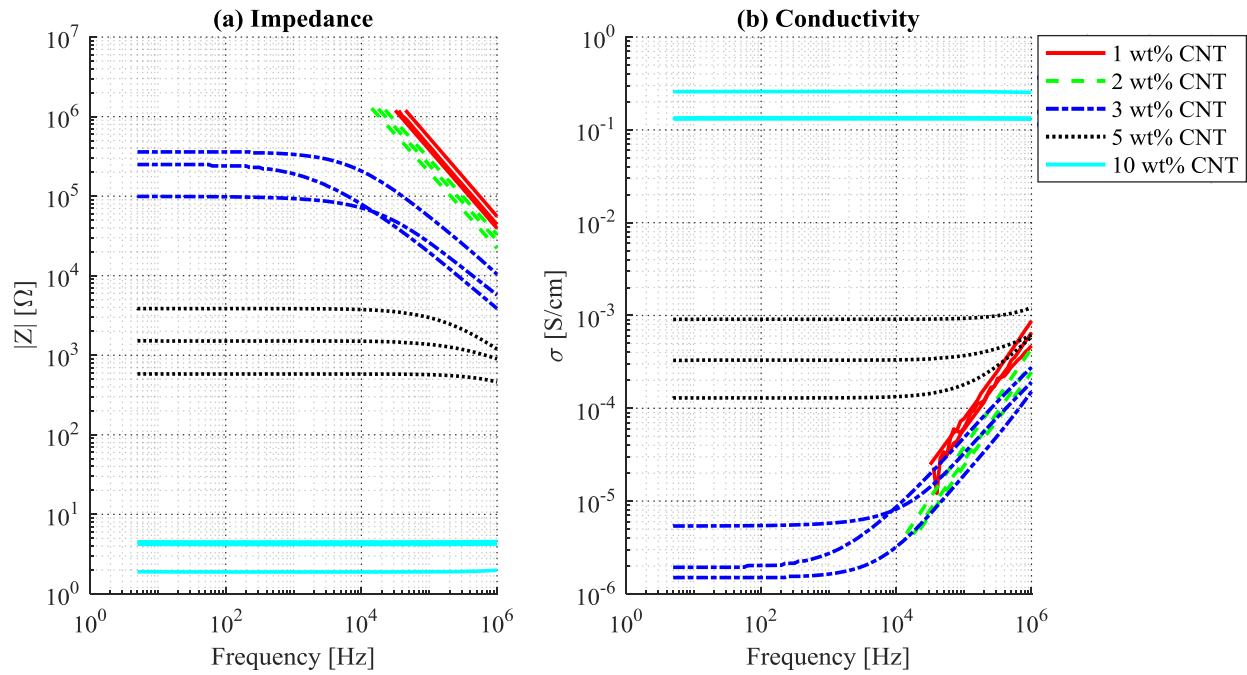 (a) Impedance
|Z| [Ω]
10^7
10^6
10^5
10^4
10^3
10^2
10^1
10^0
10^0
10^2
10^4
10^6
Frequency [Hz]
(b) Conductivity
σ [S/cm]
10^0
10^-1
10^-2
10^-3
10^-4
10^-5
10^-6
10^0
10^2
10^4
10^6
Frequency [Hz]
1 wt% CNT
2 wt% CNT
3 wt% CNT
5 wt% CNT
10 wt% CNT